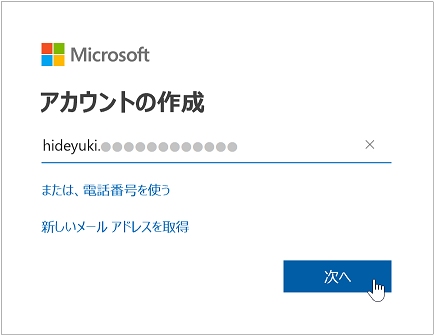 Microsoft
アカウントの作成
hideyuki.
または、電話番号を使う
新しいメール アドレスを取得
次へ